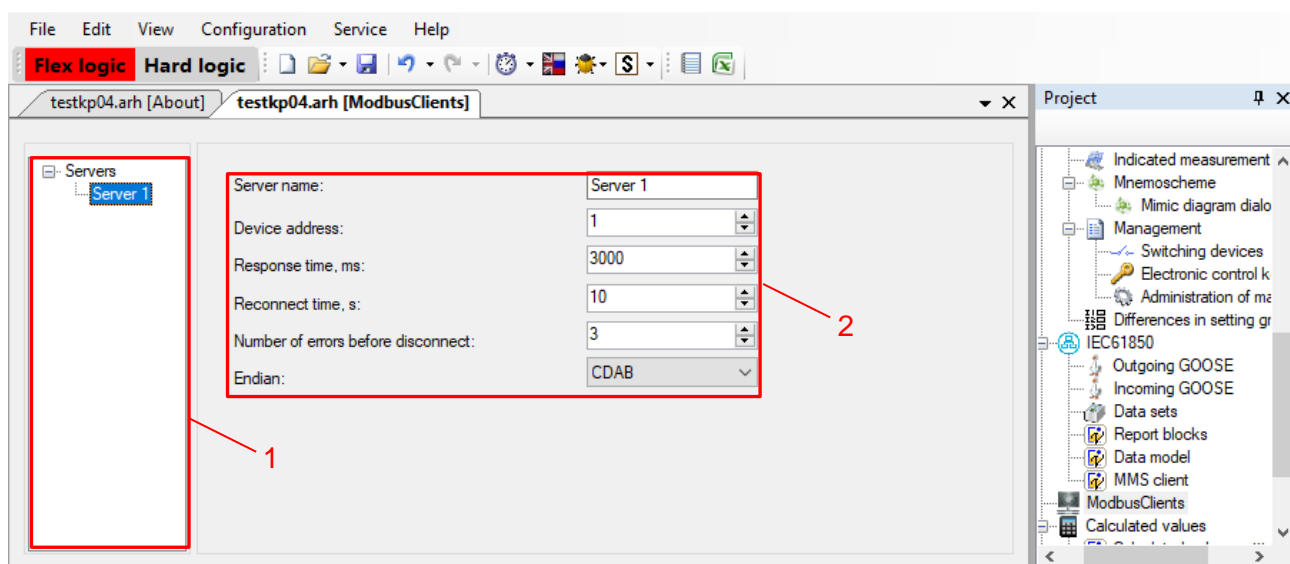 File Edit View Configuration Service Help
Flex logic Hard logic S
testkp04.arh [About] testkp04.arh [ModbusClients]
Servers
Server 1
Server name: Server 1
Device address: 1
Response time, ms: 3000
Reconnect time, s: 10
Number of errors before disconnect: 3
Endian: CDAB
1
2
Project
Indicated measurement
Mnemoscheme
Mimic diagram dialo
Management
Switching devices
Electronic control k
Administration of ma
Differences in setting gr
IEC61850
Outgoing GOOSE
Incoming GOOSE
Data sets
Report blocks
Data model
MMS client
ModbusClients
Calculated values